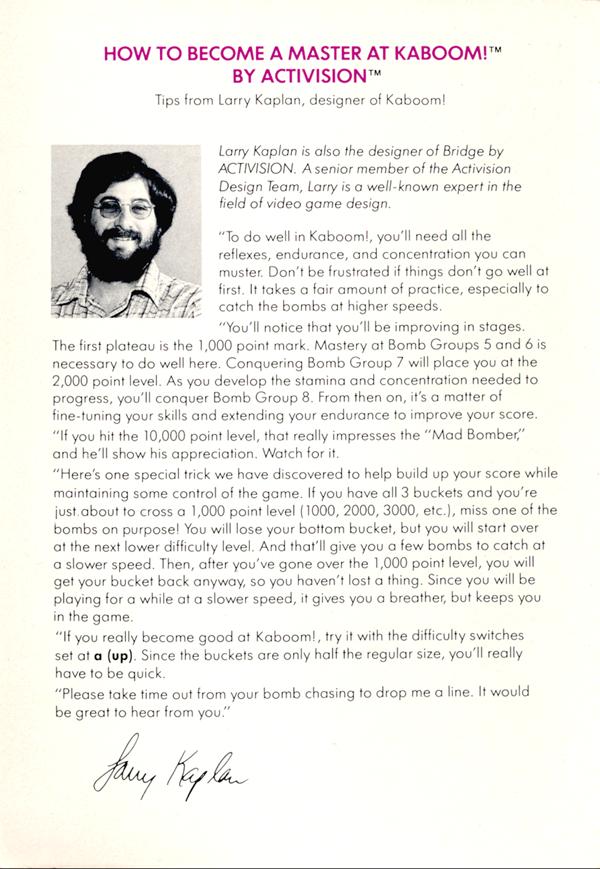 HOW TO BECOME A MASTER AT KABOOM!™
BY ACTIVISION™
Tips from Larry Kaplan, designer of Kaboom!
Larry Kaplan is also the designer of Bridge by
ACTIVISION. A senior member of the Activision
Design Team, Larry is a well-known expert in the
field of video game design.
"To do well in Kaboom!, you'll need all the
reflexes, endurance, and concentration you can
muster. Don't be frustrated if things don't go well at
first. It takes a fair amount of practice, especially to
catch the bombs at higher speeds.
"You'll notice that you'll be improving in stages.
The first plateau is the 1,000 point mark. Mastery at Bomb Groups 5 and 6 is
necessary to do well here. Conquering Bomb Group 7 will place you at the
2,000 point level. As you develop the stamina and concentration needed to
progress, you'll conquer Bomb Group 8. From then on, it's a matter of
fine-tuning your skills and extending your endurance to improve your score.
"If you hit the 10,000 point level, that really impresses the "Mad Bomber,"
and he'll show his appreciation. Watch for it.
"Here's one special trick we have discovered to help build up your score while
maintaining some control of the game. If you have all 3 buckets and you're
just about to cross a 1,000 point level (1000, 2000, 3000, etc.), miss one of the
bombs on purpose! You will lose your bottom bucket, but you will start over
at the next lower difficulty level. And that'll give you a few bombs to catch at
a slower speed. Then, after you've gone over the 1,000 point level, you will
get your bucket back anyway, so you haven't lost a thing. Since you will be
playing for a while at a slower speed, it gives you a breather, but keeps you
in the game.
"If you really become good at Kaboom!, try it with the difficulty switches
set at a (up). Since the buckets are only half the regular size, you'll really
have to be quick.
"Please take time out from your bomb chasing to drop me a line. It would
be great to hear from you."
Larry Kaplan